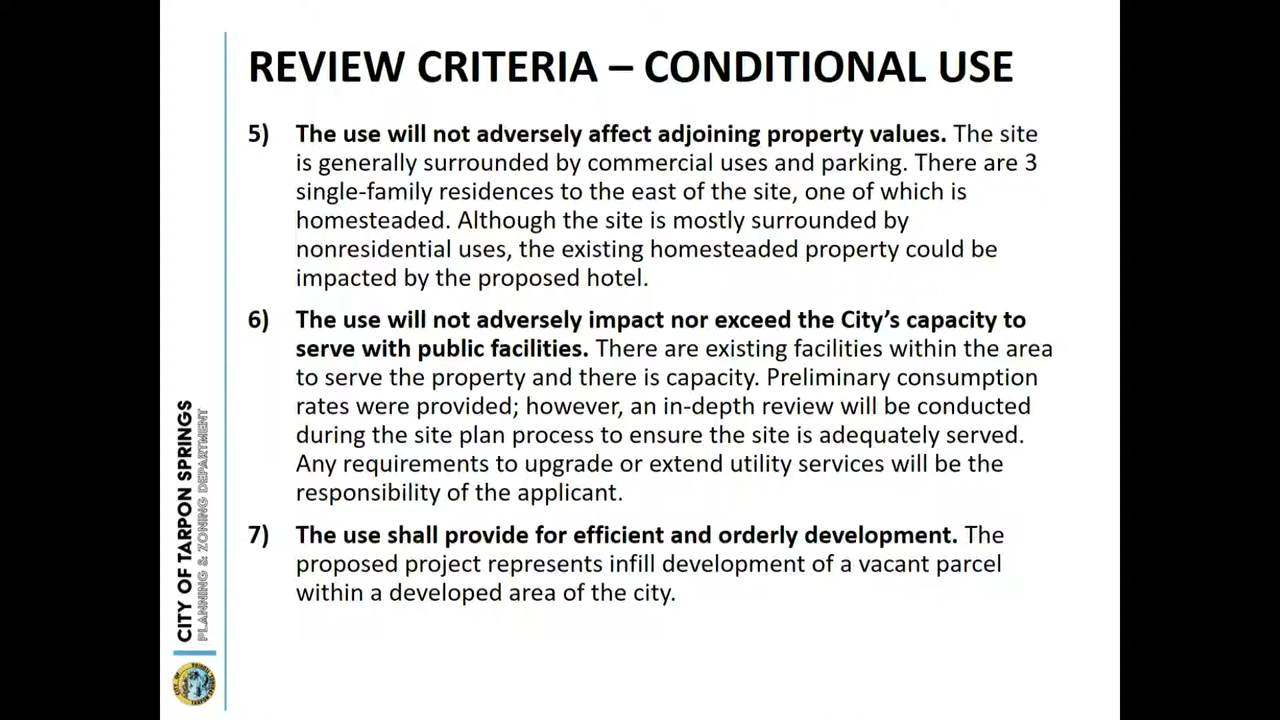 REVIEW CRITERIA – CONDITIONAL USE
5) The use will not adversely affect adjoining property values. The site
is generally surrounded by commercial uses and parking. There are 3
single-family residences to the east of the site, one of which is
homesteaded. Although the site is mostly surrounded by
nonresidential uses, the existing homesteaded property could be
impacted by the proposed hotel.
6) The use will not adversely impact nor exceed the City’s capacity to
serve with public facilities. There are existing facilities within the area
to serve the property and there is capacity. Preliminary consumption
rates were provided; however, an in-depth review will be conducted
during the site plan process to ensure the site is adequately served.
Any requirements to upgrade or extend utility services will be the
responsibility of the applicant.
7) The use shall provide for efficient and orderly development. The
proposed project represents infill development of a vacant parcel
within a developed area of the city.
CITY OF TARPON SPRINGS
PLANNING & ZONING DEPARTMENT